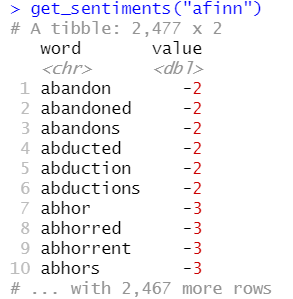 > get_sentiments("afinn")
# A tibble: 2,477 x 2
word value
<chr> <dbl>
1 abandon -2
2 abandoned -2
3 abandons -2
4 abducted -2
5 abduction -2
6 abductions -2
7 abhor -3
8 abhorred -3
9 abhorrent -3
10 abhors -3
# ... with 2,467 more rows